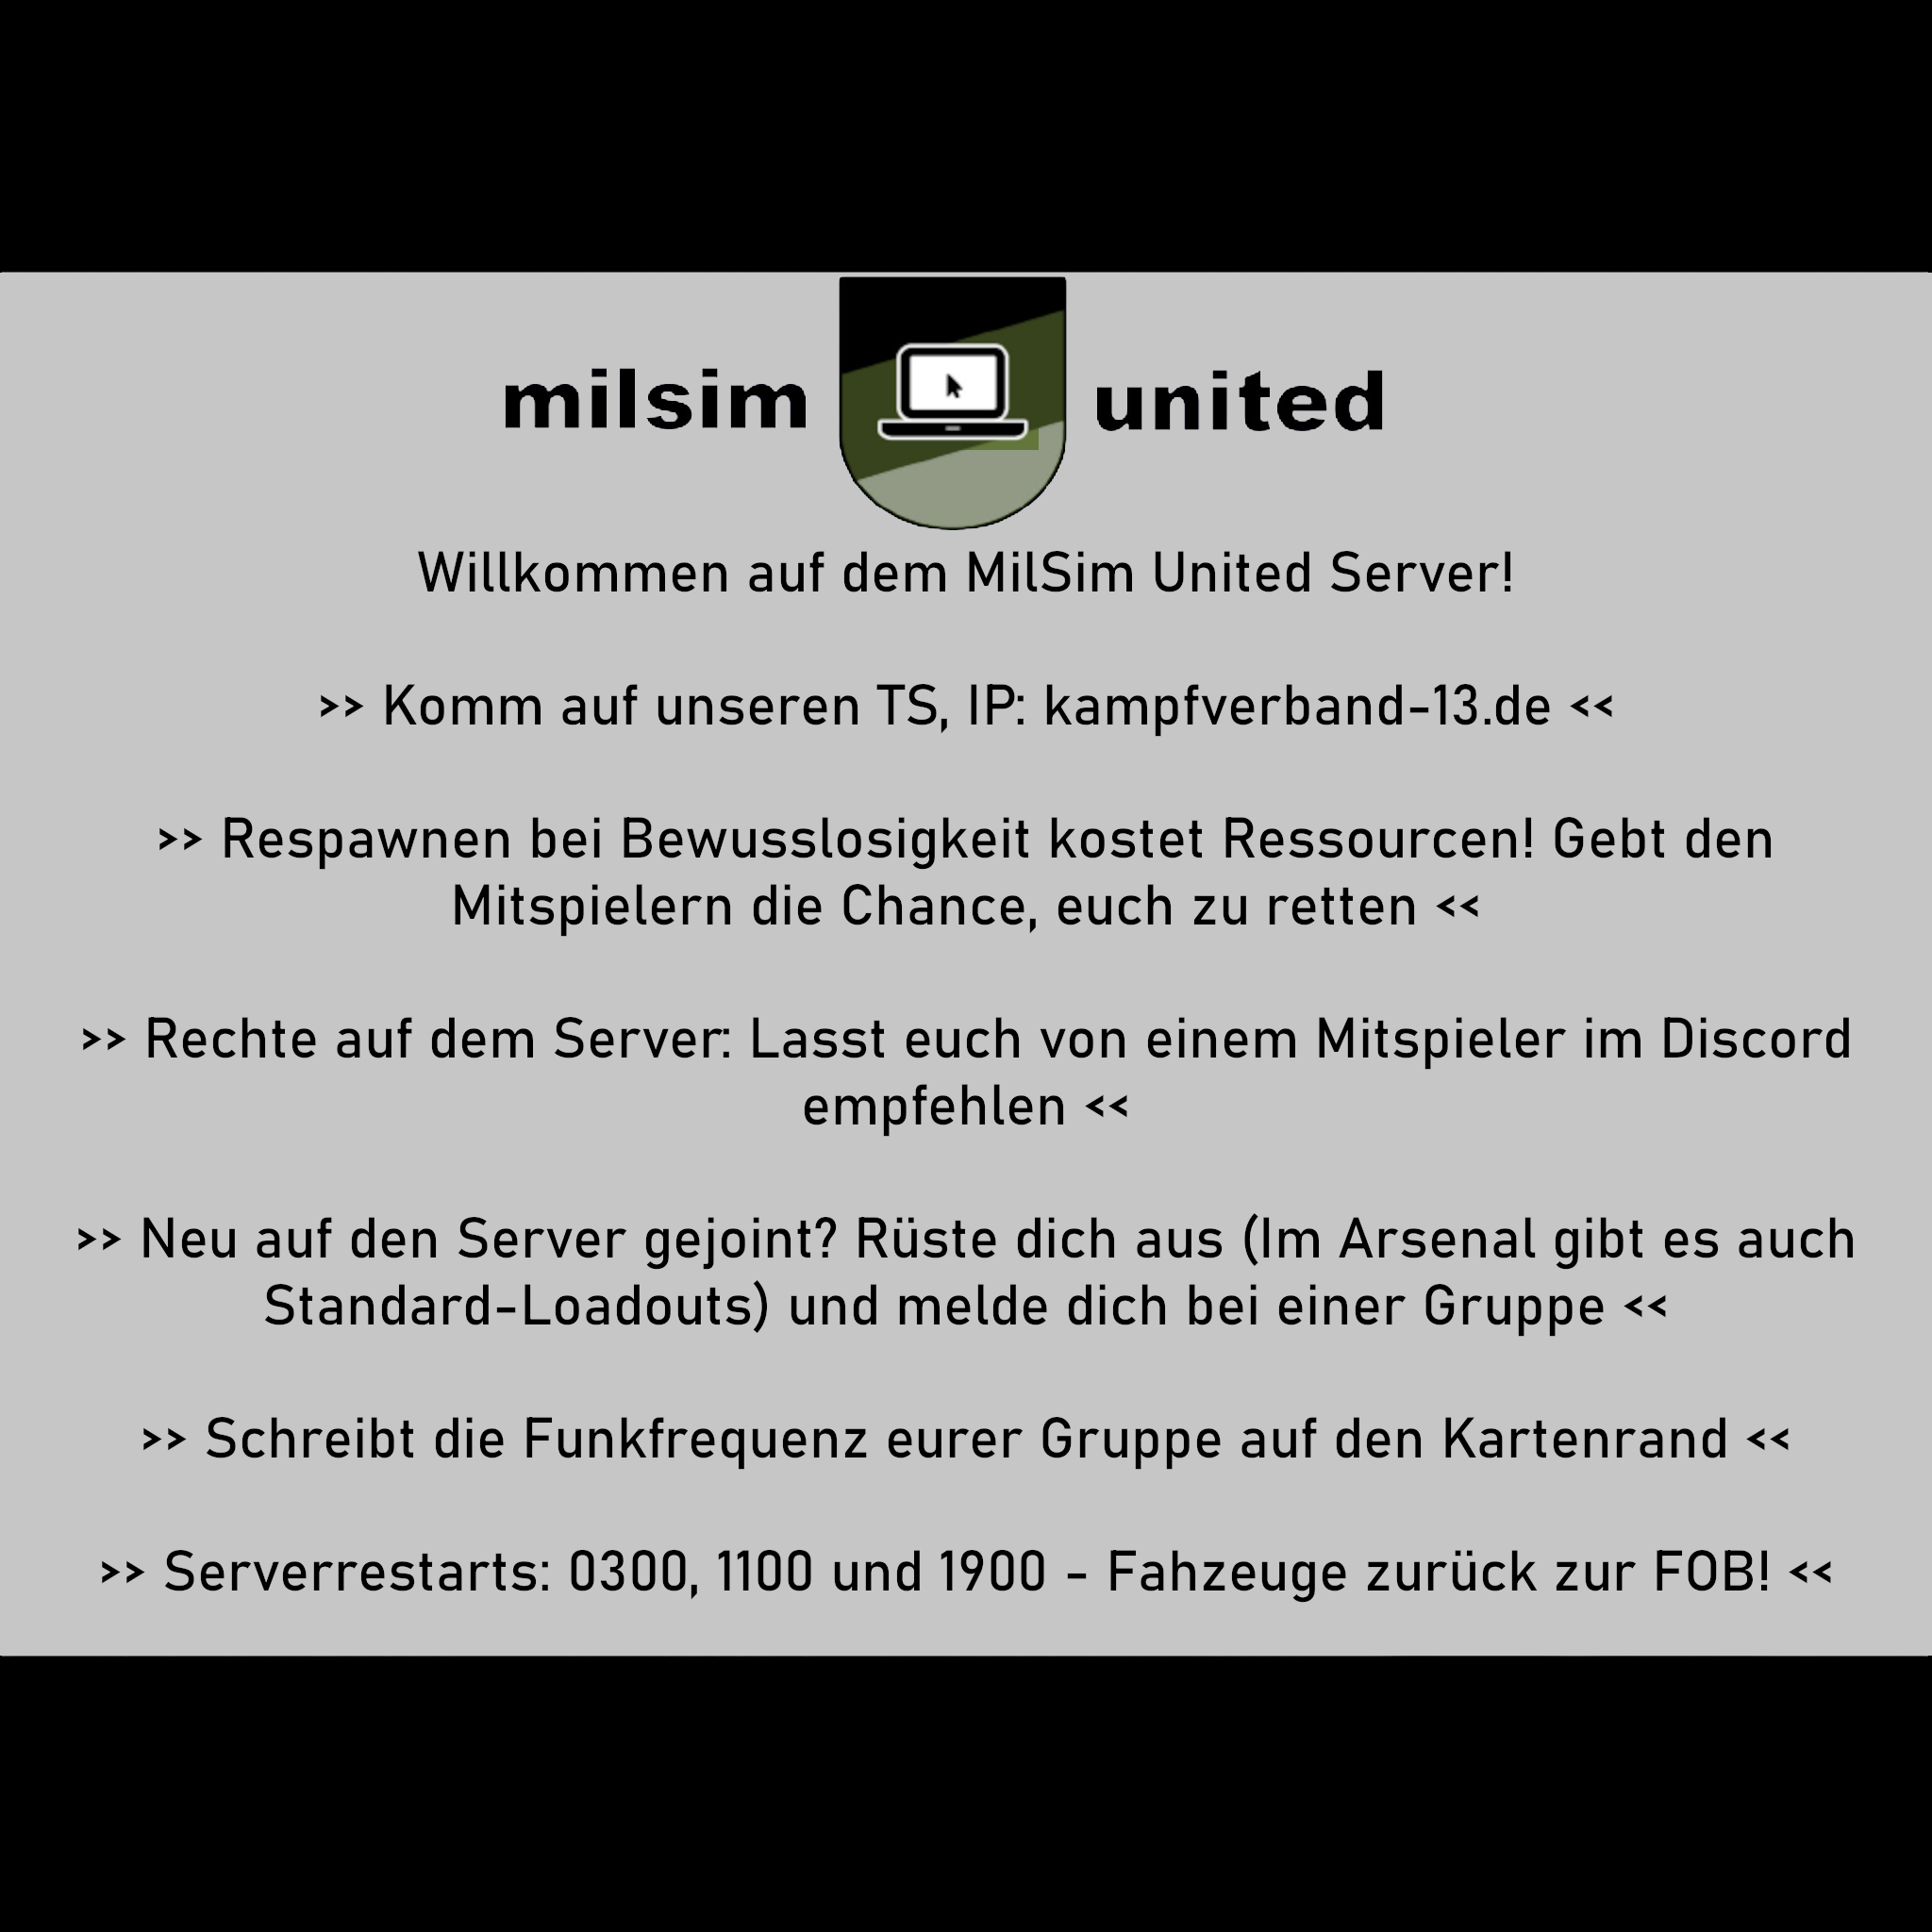 milsim united
Willkommen auf dem MilSim United Server!
>> Komm auf unseren TS, IP: kampfverband-13.de <<
>> Respawnen bei Bewusslosigkeit kostet Ressourcen! Gebt den
Mitspielern die Chance, euch zu retten <<
>> Rechte auf dem Server: Lasst euch von einem Mitspieler im Discord
empfehlen <<
>> Neu auf den Server gejoint? Rüste dich aus (Im Arsenal gibt es auch
Standard-Loadouts) und melde dich bei einer Gruppe <<
>> Schreibt die Funkfrequenz eurer Gruppe auf den Kartenrand <<
>> Serverrestarts: 0300, 1100 und 1900 - Fahzeuge zurück zur FOB! <<